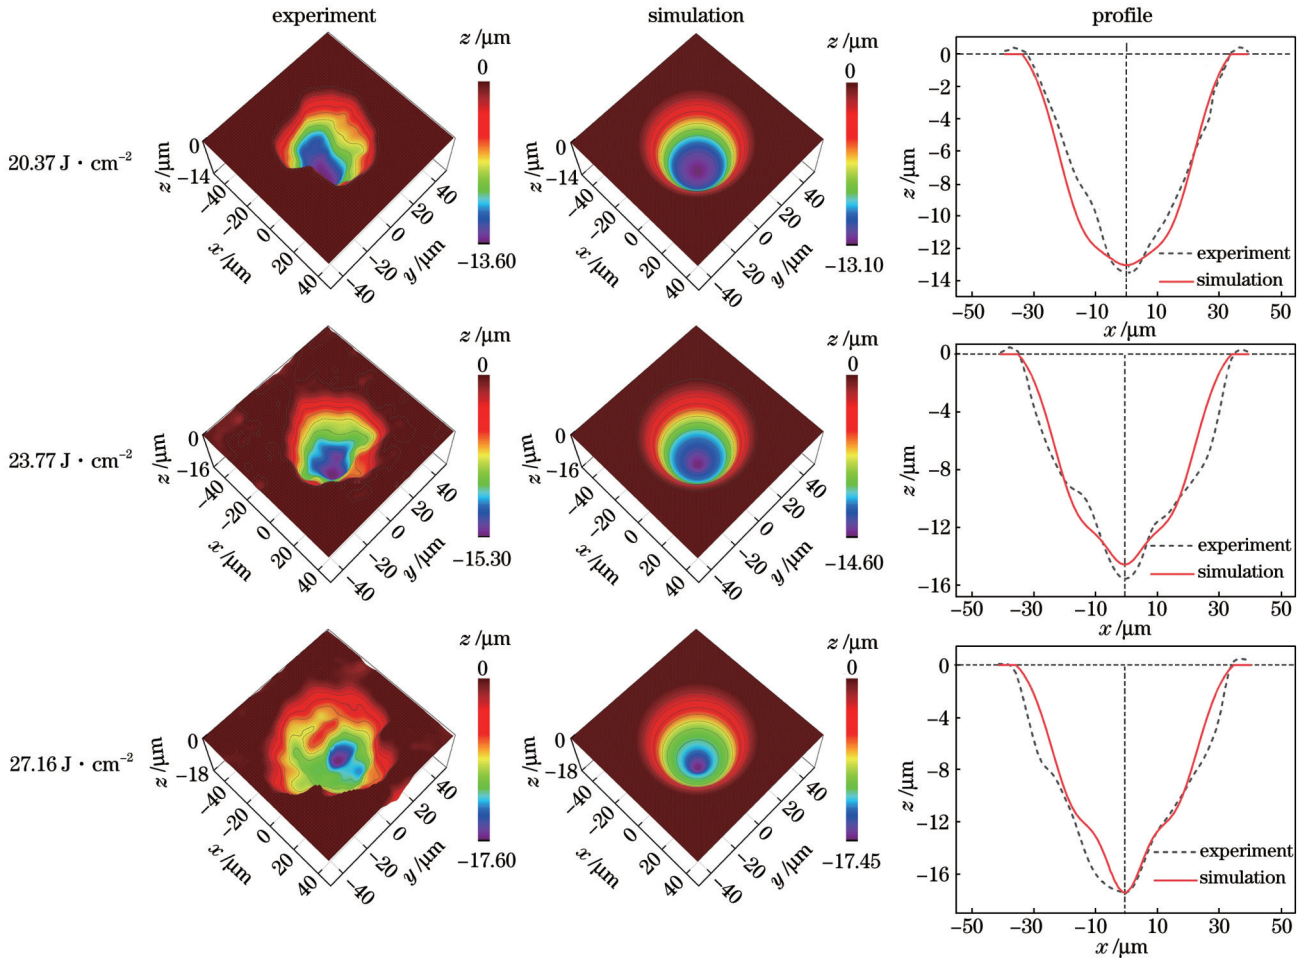 experiment simulation profile
20.37 J·cm⁻²
z /μm
0
−13.60
z /μm
0
−14
−40
−20
0
20
40
x /μm
−40
−20
0
20
40
y /μm
z /μm
0
−13.10
z /μm
0
−14
−40
−20
0
20
40
x /μm
−40
−20
0
20
40
y /μm
0
−2
−4
−6
−8
−10
−12
−14
z /μm
experiment
simulation
−50 −30 −10 10 30 50
x /μm
23.77 J·cm⁻²
z /μm
0
−15.30
z /μm
0
−16
−40
−20
0
20
40
x /μm
−40
−20
0
20
40
y /μm
z /μm
0
−14.60
z /μm
0
−16
−40
−20
0
20
40
x /μm
−40
−20
0
20
40
y /μm
0
−4
−8
−12
−16
z /μm
experiment
simulation
−50 −30 −10 10 30 50
x /μm
27.16 J·cm⁻²
z /μm
0
−17.60
z /μm
0
−18
−40
−20
0
20
40
x /μm
−40
−20
0
20
40
y /μm
z /μm
0
−17.45
z /μm
0
−18
−40
−20
0
20
40
x /μm
−40
−20
0
20
40
y /μm
0
−4
−8
−12
−16
z /μm
experiment
simulation
−50 −30 −10 10 30 50
x /μm